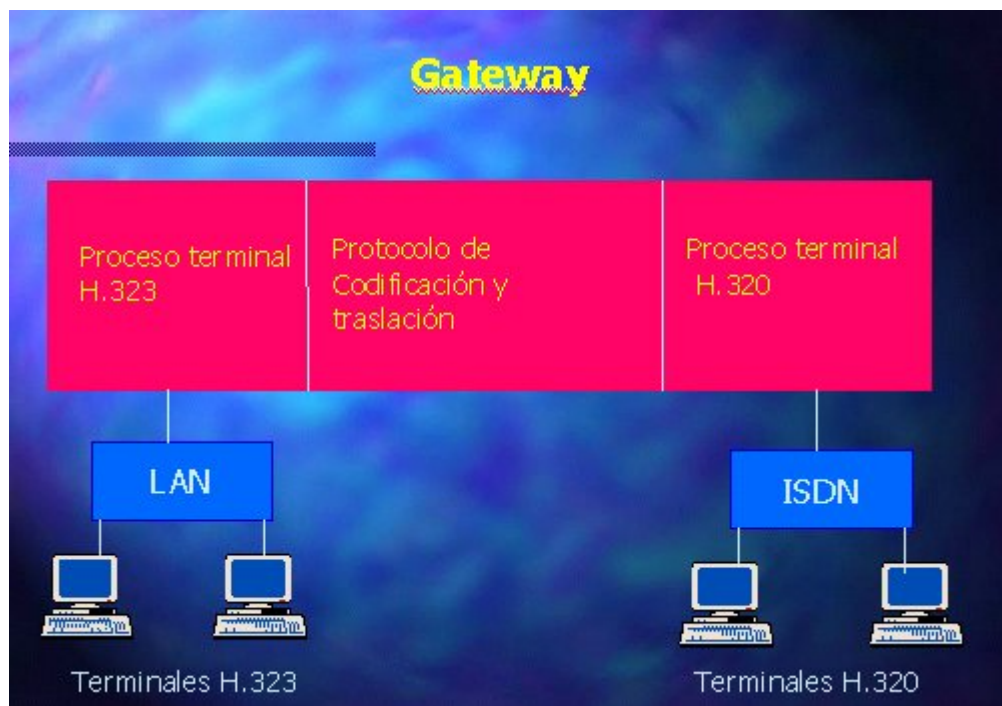 Gateway
Proceso terminal
H.323
Protocolo de
Codificación y
traslación
Proceso terminal
H.320
LAN
ISDN
Terminales H.323
Terminales H.320